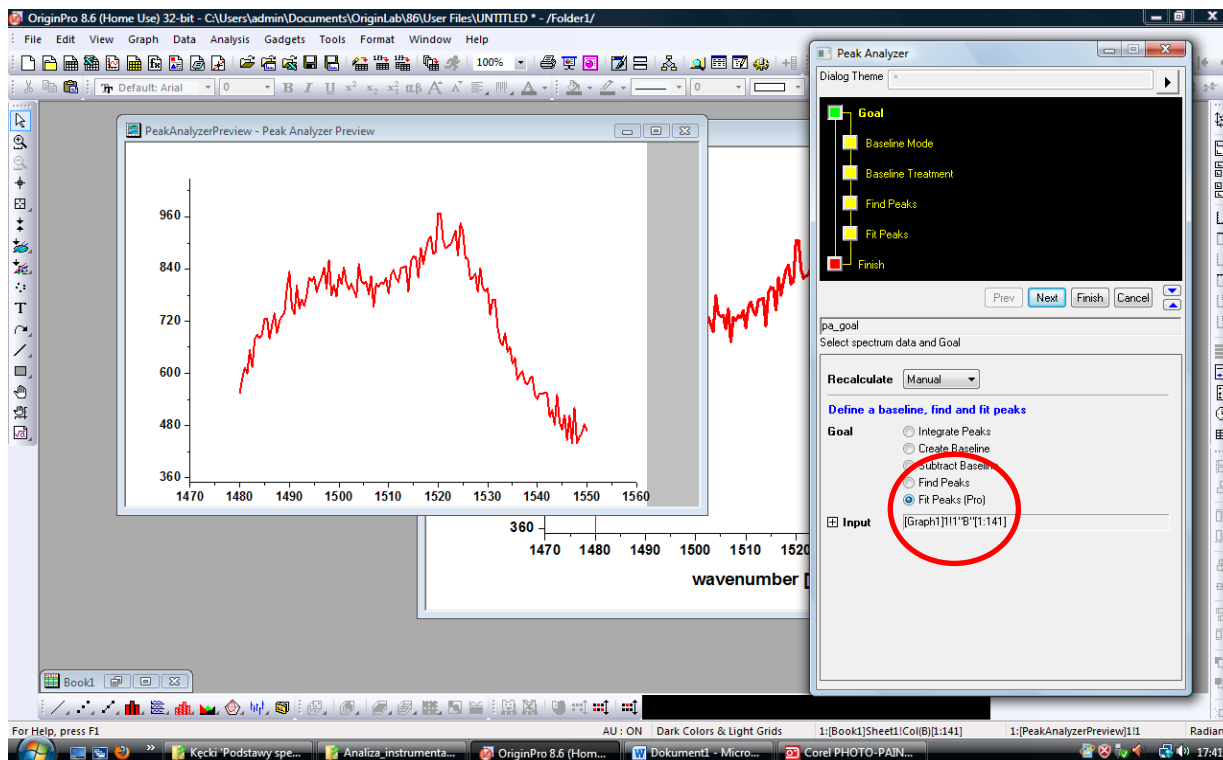 OriginPro 8.6 (Home Use) 32-bit - C:\Users\admin\Documents\OriginLab\86\User Files\UNTITLED * - /Folder1/
File Edit View Graph Data Analysis Gadgets Tools Format Window Help
100%
Default: Arial 0 B I U αβ A 0
PeakAnalyzerPreview - Peak Analyzer Preview
960
840
720
600
480
360
1470 1480 1490 1500 1510 1520 1530 1540 1550 1560
360
1470 1480 1490 1500 1510 1520
wavenumber [
Peak Analyzer
Dialog Theme *
Goal
Baseline Mode
Baseline Treatment
Find Peaks
Fit Peaks
Finish
Prev Next Finish Cancel
pa_goal
Select spectrum data and Goal
Recalculate Manual
Define a baseline, find and fit peaks
Goal Integrate Peaks
Create Baseline
Subtract Baseline
Find Peaks
Fit Peaks (Pro)
Input [Graph1]1!1"B"[1:141]
Book1
For Help, press F1 AU : ON Dark Colors & Light Grids 1:[Book1]Sheet1!Col(B)[1:141] 1:[PeakAnalyzerPreview]1!1 Radian
Kęcki 'Podstawy spe... Analiza_instrumenta... OriginPro 8.6 (Hom... Dokument1 - Micro... Corel PHOTO-PAIN... 17:41